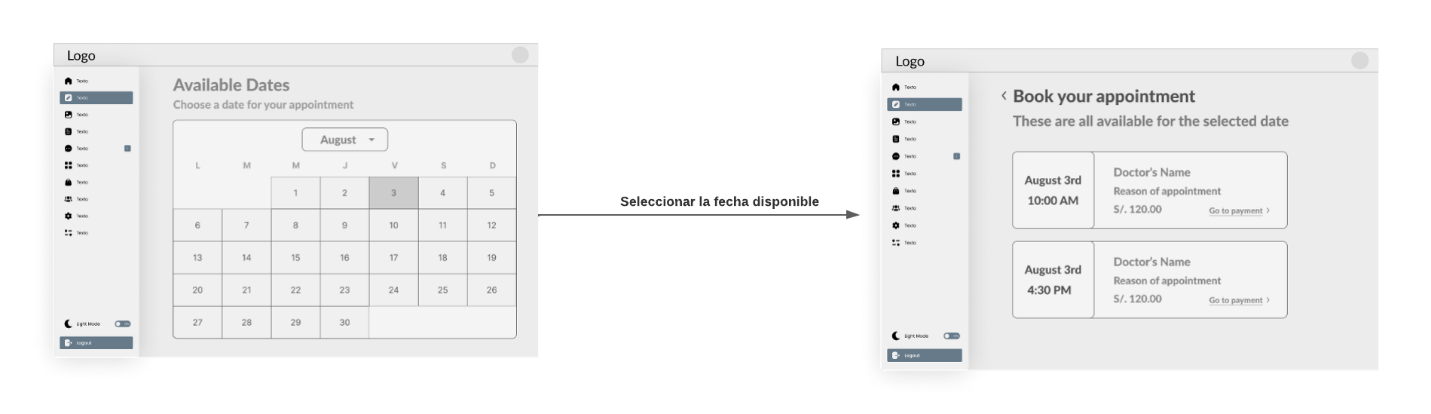 Logo
Texto
Texto
Texto
Texto
Texto
Texto
Texto
Texto
Texto
Texto
Light Mode
Logout
Available Dates
Choose a date for your appointment
August
L M M J V S D
1 2 3 4 5
6 7 8 9 10 11 12
13 14 15 16 17 18 19
20 21 22 23 24 25 26
27 28 29 30
Seleccionar la fecha disponible
Logo
Texto
Texto
Texto
Texto
Texto
Texto
Texto
Texto
Texto
Texto
Light Mode
Logout
Book your appointment
These are all available for the selected date
August 3rd
10:00 AM
Doctor's Name
Reason of appointment
S/. 120.00 Go to payment
August 3rd
4:30 PM
Doctor's Name
Reason of appointment
S/. 120.00 Go to payment